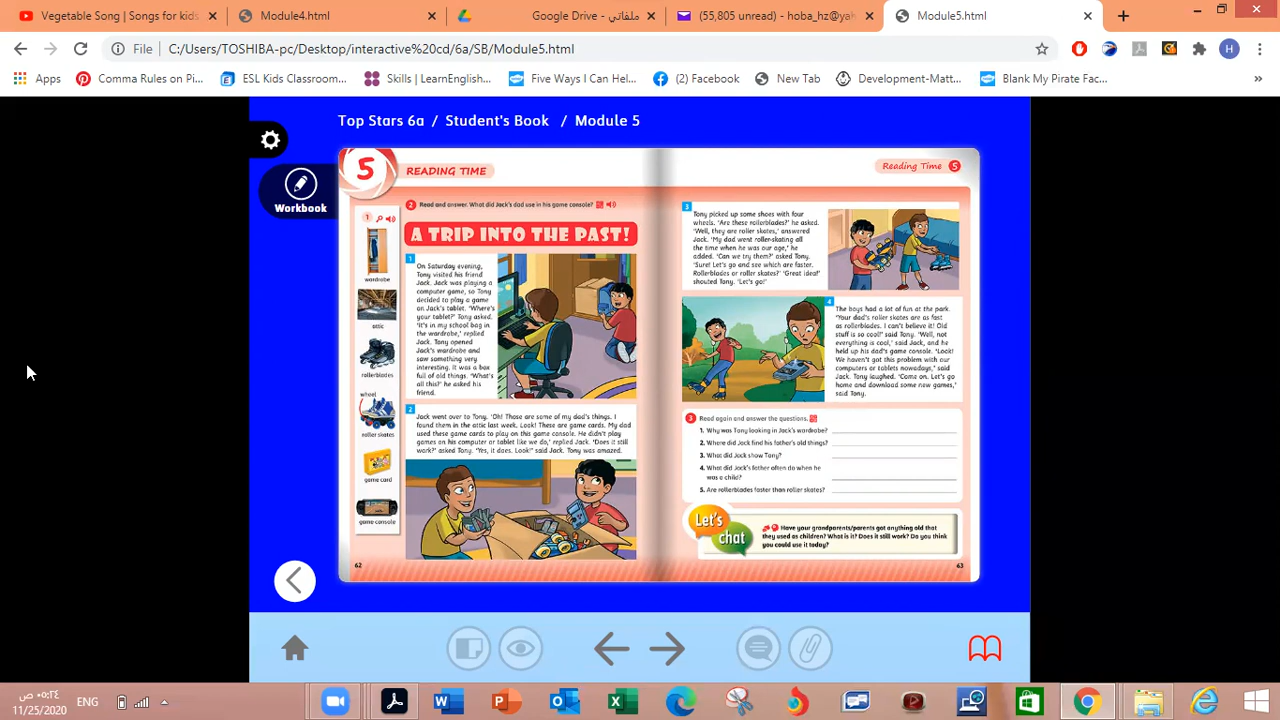 Vegetable Song | Songs for kids
Module4.html
Google Drive - ملفاتي
(55,805 unread) - hoba_hz@yah
Module5.html
File
C:/Users/TOSHIBA-pc/Desktop/interactive%20cd/6a/SB/Module5.html
H
Apps
Comma Rules on Pi...
ESL Kids Classroom...
Skills | LearnEnglish...
Five Ways I Can Hel...
(2) Facebook
New Tab
Development-Matt...
Blank My Pirate Fac...
»
Top Stars 6a / Student's Book / Module 5
Workbook
5
READING TIME
2 Read and answer. What did Jack's dad use in his game console?
1
wardrobe
attic
rollerblades
wheel
roller skates
game card
game console
A TRIP INTO THE PAST!
1
On Saturday evening,
Tony visited his friend
Jack. Jack was playing a
computer game, so Tony
decided to play a game
on Jack's tablet. 'Where's
your tablet?' Tony asked.
'It's in my school bag in
the wardrobe,' replied
Jack. Tony opened
Jack's wardrobe and
saw something very
interesting. It was a box
full of old things. 'What's
all this?' he asked his
friend.
2
Jack went over to Tony. 'Oh! Those are some of my dad's things. I
found them in the attic last week. Look! These are game cards. My dad
used these game cards to play on this game console. He didn't play
games on his computer or tablet like we do,' replied Jack. 'Does it still
work?' asked Tony. 'Yes, it does. Look!' said Jack. Tony was amazed.
62
Reading Time 5
3
Tony picked up some shoes with four
wheels. 'Are these rollerblades?' he asked.
'Well, they are roller skates,' answered
Jack. 'My dad went roller-skating all
the time when he was our age,' he
added. 'Can we try them?' asked Tony.
'Sure! Let's go and see which are faster.
Rollerblades or roller skates?' 'Great idea!'
shouted Tony. 'Let's go!'
4
The boys had a lot of fun at the park.
'Your dad's roller skates are as fast
as rollerblades. I can't believe it! Old
stuff is so cool!' said Tony. 'Well, not
everything is cool,' said Jack, and he
held up his dad's game console. 'Look!
We haven't got this problem with our
computers or tablets nowadays,' said
Jack. Tony laughed. 'Come on. Let's go
home and download some new games,'
said Tony.
3 Read again and answer the questions.
1. Why was Tony looking in Jack's wardrobe?
2. Where did Jack find his father's old things?
3. What did Jack show Tony?
4. What did Jack's father often do when he
was a child?
5. Are rollerblades faster than roller skates?
Let's
chat
Have your grandparents/parents got anything old that
they used as children? What is it? Does it still work? Do you think
you could use it today?
63
ص ٠٥:٢٤
11/25/2020
ENG